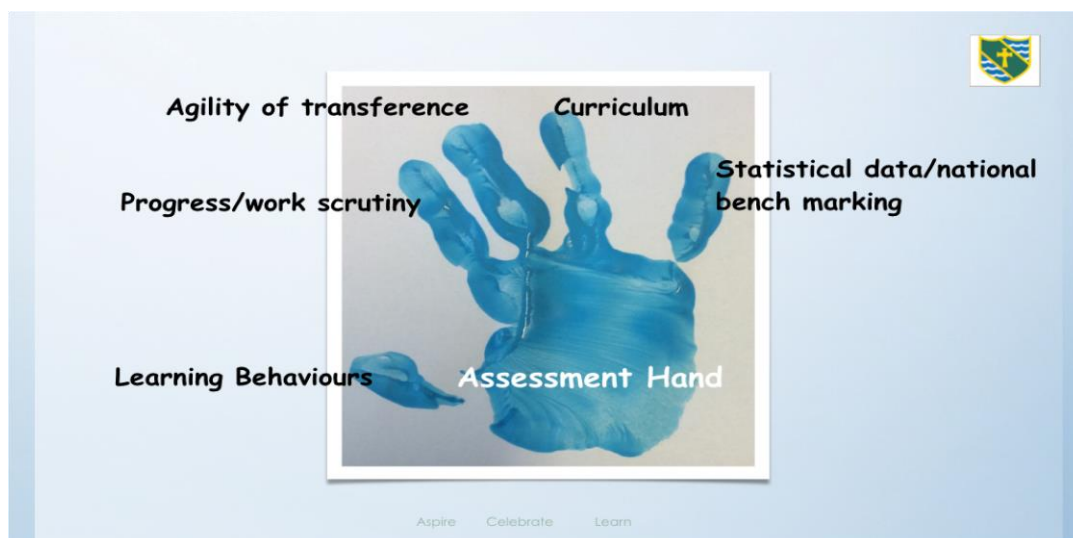 Agility of transference
Curriculum
Statistical data/national
bench marking
Progress/work scrutiny
Learning Behaviours
Assessment Hand
Aspire Celebrate Learn